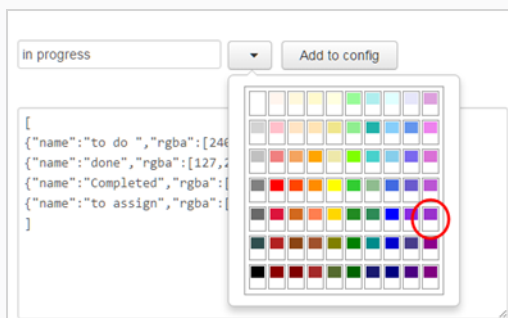 in progress
Add to config
[
{"name":"to do ","rgba":[246
{"name":"done","rgba":[127,2
{"name":"Completed","rgba":[
{"name":"to assign","rgba":[
]